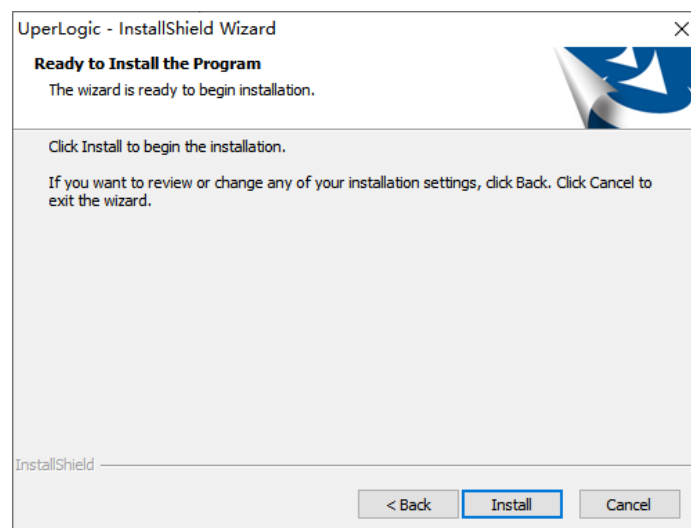 UperLogic - InstallShield Wizard
Ready to Install the Program
The wizard is ready to begin installation.
Click Install to begin the installation.
If you want to review or change any of your installation settings, click Back. Click Cancel to
exit the wizard.
InstallShield
< Back
Install
Cancel